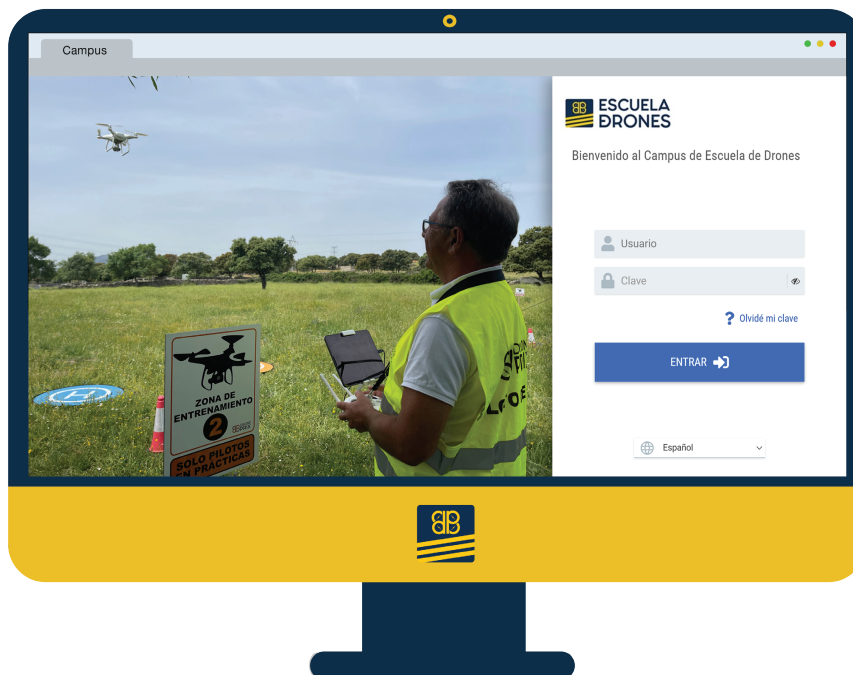 Campus
ESCUELA
DRONES
Bienvenido al Campus de Escuela de Drones
Usuario
Clave
? Olvidé mi clave
ENTRAR
Español
ZONA DE
ENTRENAMIENTO
2
SOLO PILOTOS
EN PRÁCTICAS
H